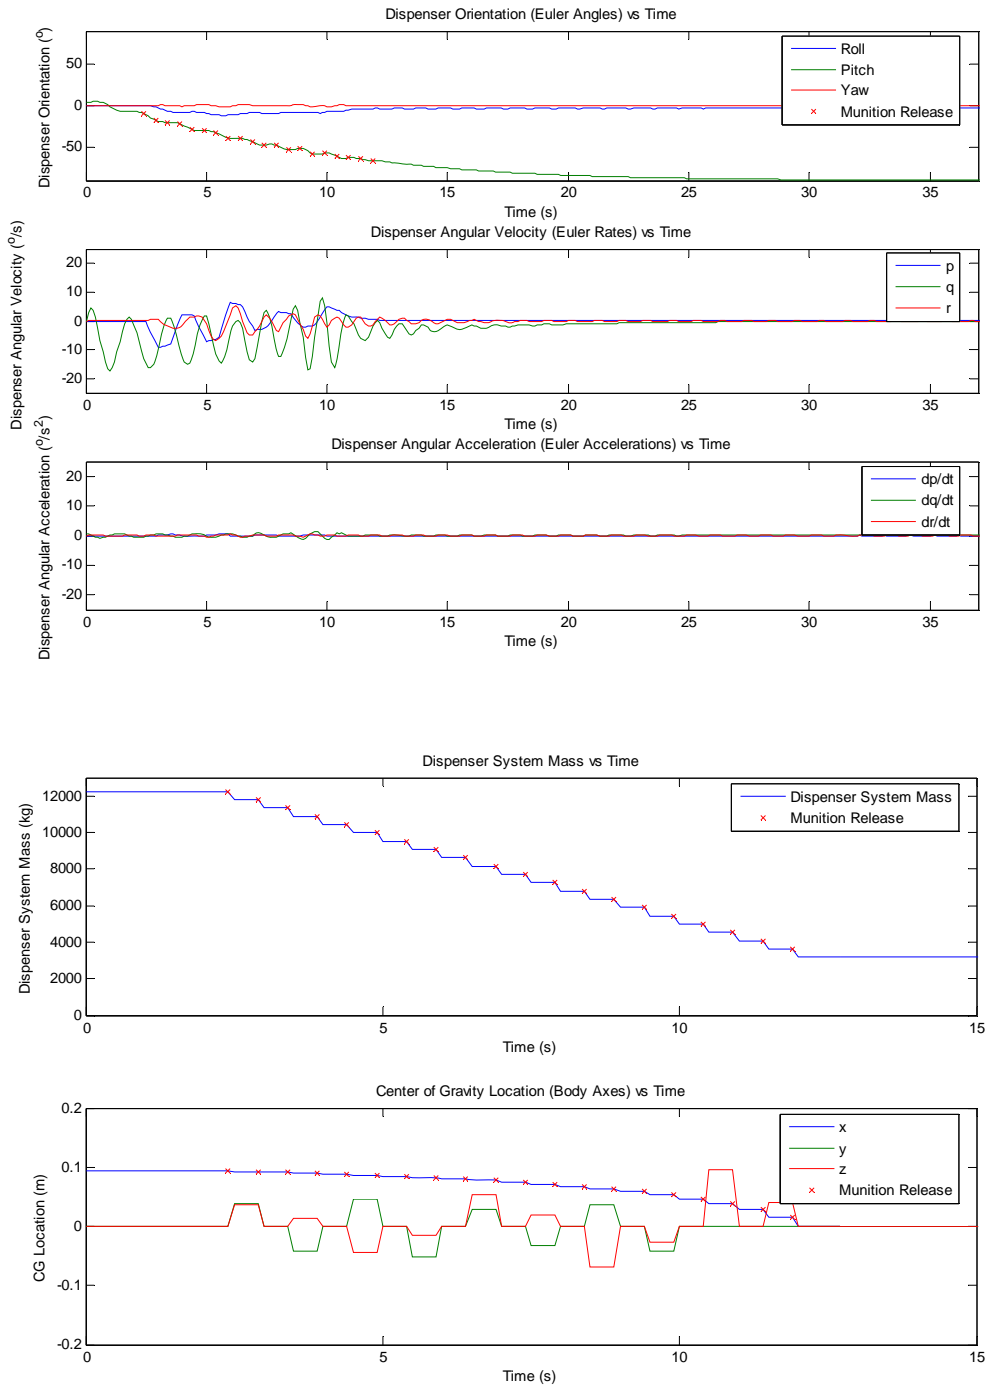 Dispenser Orientation (Euler Angles) vs Time
Dispenser Orientation (º)
50
0
-50
Roll
Pitch
Yaw
Munition Release
0 5 10 15 20 25 30 35
Time (s)
Dispenser Angular Velocity (Euler Rates) vs Time
Dispenser Angular Velocity (º/s)
20
10
0
-10
-20
p
q
r
0 5 10 15 20 25 30 35
Time (s)
Dispenser Angular Acceleration (Euler Accelerations) vs Time
Dispenser Angular Acceleration (º/s²)
20
10
0
-10
-20
dp/dt
dq/dt
dr/dt
0 5 10 15 20 25 30 35
Time (s)
Dispenser System Mass vs Time
Dispenser System Mass (kg)
12000
10000
8000
6000
4000
2000
0
Dispenser System Mass
Munition Release
0 5 10 15
Time (s)
Center of Gravity Location (Body Axes) vs Time
CG Location (m)
0.2
0.1
0
-0.1
-0.2
x
y
z
Munition Release
0 5 10 15
Time (s)